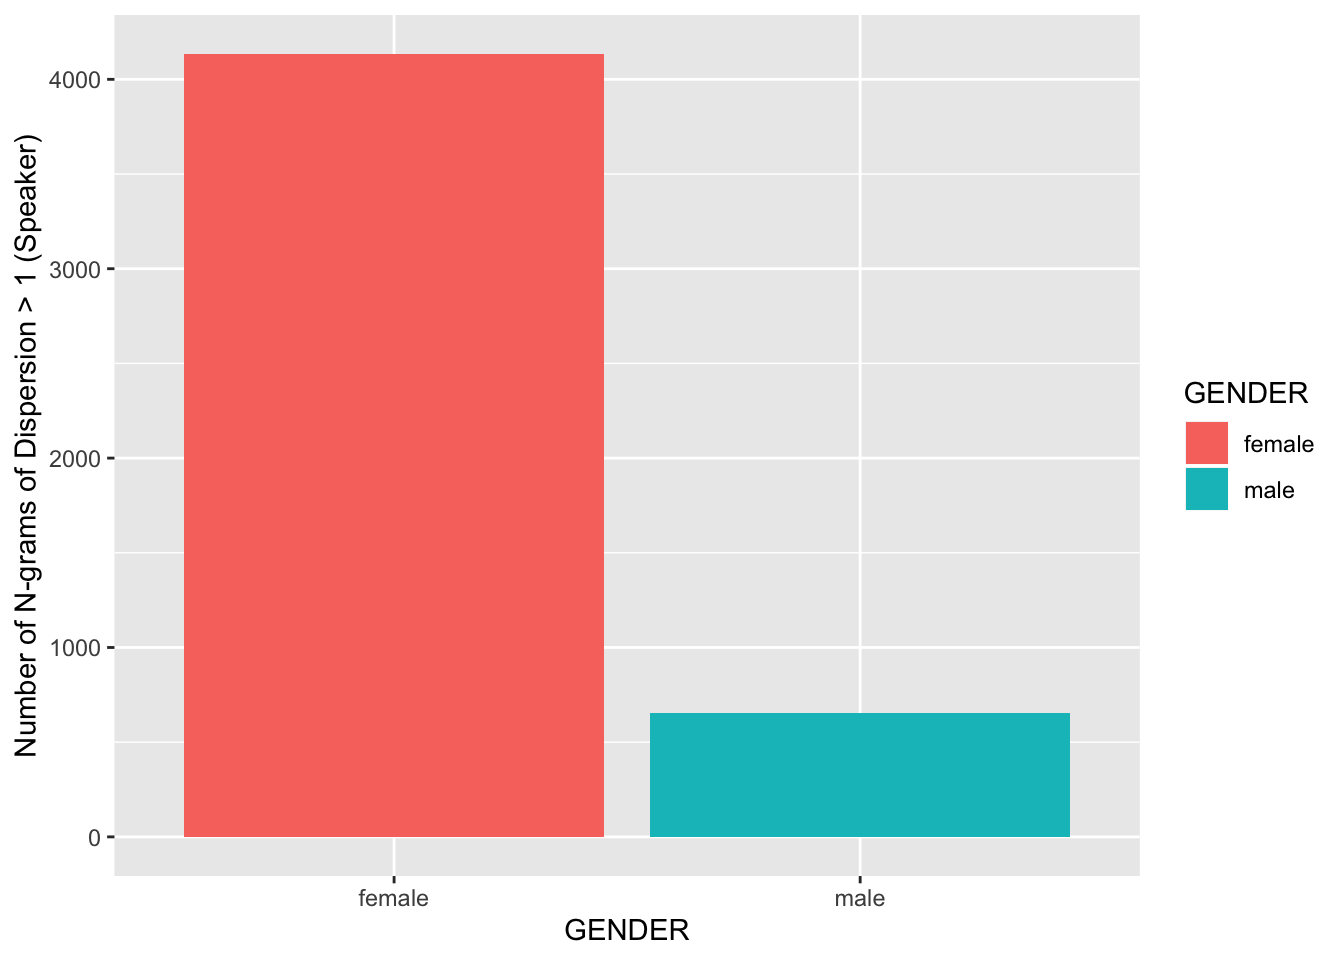 Number of N-grams of Dispersion > 1 (Speaker)
4000
3000
2000
1000
0
female
male
GENDER
GENDER
female
male